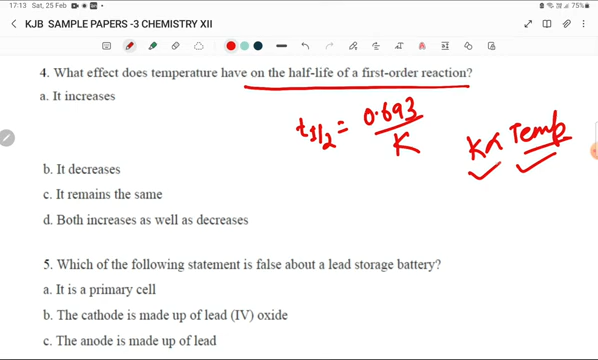 17:13 Sat, 25 Feb
75%
KJB SAMPLE PAPERS -3 CHEMISTRY XII
4. What effect does temperature have on the half-life of a first-order reaction?
a. It increases
t1/2 = 0.693/K
K∝ Temp
b. It decreases
c. It remains the same
d. Both increases as well as decreases
5. Which of the following statement is false about a lead storage battery?
a. It is a primary cell
b. The cathode is made up of lead (IV) oxide
c. The anode is made up of lead